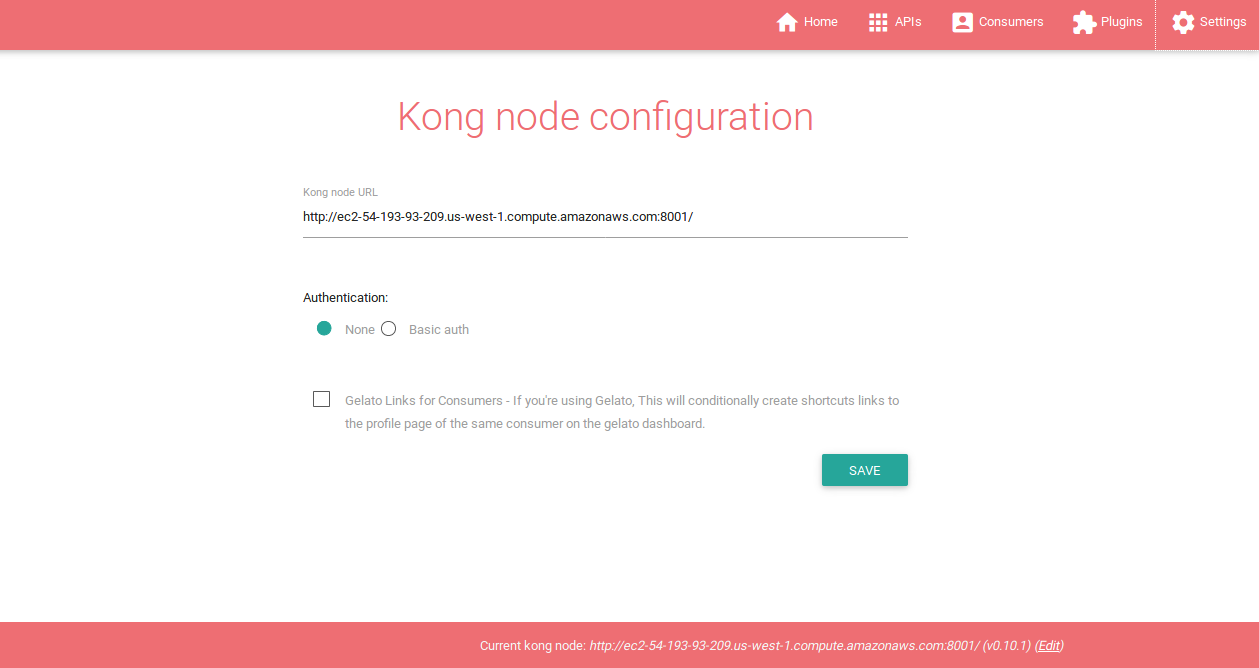 Home APIs Consumers Plugins Settings
Kong node configuration
Kong node URL
http://ec2-54-193-93-209.us-west-1.compute.amazonaws.com:8001/
Authentication:
None Basic auth
Gelato Links for Consumers - If you're using Gelato, This will conditionally create shortcuts links to
the profile page of the same consumer on the gelato dashboard.
SAVE
Current kong node: http://ec2-54-193-93-209.us-west-1.compute.amazonaws.com:8001/ (v0.10.1) (Edit)